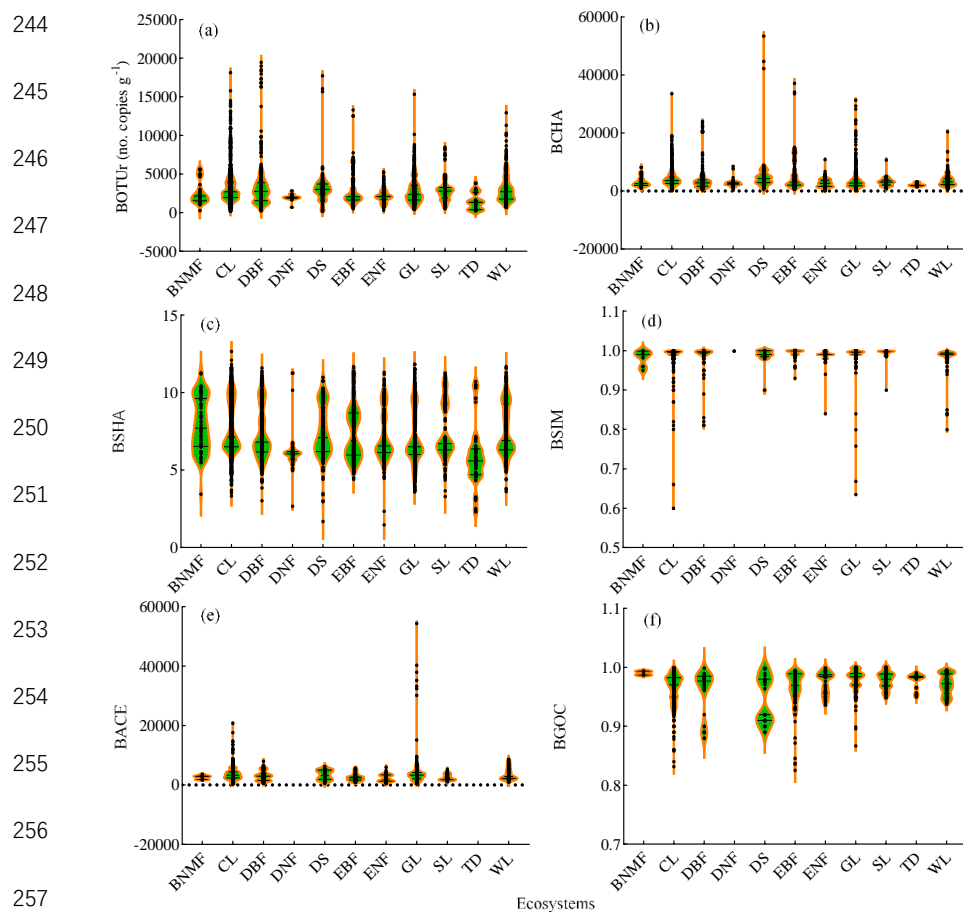 244
245
246
247
248
249
250
251
252
253
254
255
256
257
(a)
BOTUr (no. copies g⁻¹)
25000
20000
15000
10000
5000
0
-5000
BNMF CL DBF DNF DS EBF ENF GL SL TD WL
(b)
BCHA
60000
40000
20000
0
-20000
BNMF CL DBF DNF DS EBF ENF GL SL TD WL
(c)
BSHA
15
10
5
0
BNMF CL DBF DNF DS EBF ENF GL SL TD WL
(d)
BSIM
1.1
1.0
0.9
0.8
0.7
0.6
0.5
BNMF CL DBF DNF DS EBF ENF GL SL TD WL
(e)
BACE
60000
40000
20000
0
-20000
BNMF CL DBF DNF DS EBF ENF GL SL TD WL
(f)
BGOC
1.1
1.0
0.9
0.8
0.7
BNMF CL DBF DNF DS EBF ENF GL SL TD WL
Ecosystems